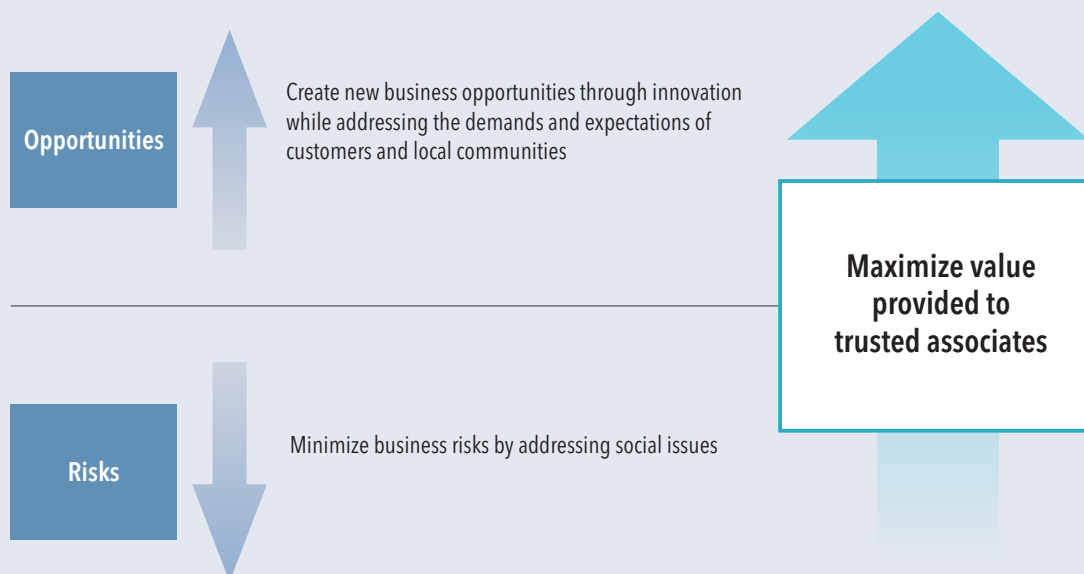 Opportunities
Create new business opportunities through innovation
while addressing the demands and expectations of
customers and local communities
Maximize value
provided to
trusted associates
Risks
Minimize business risks by addressing social issues